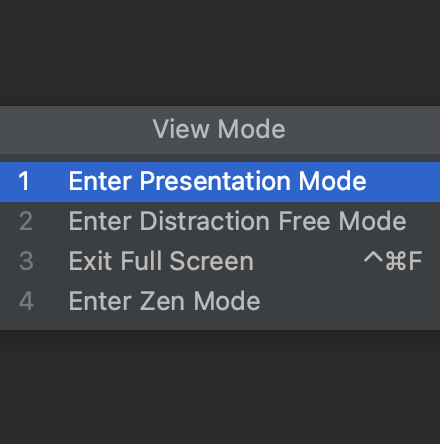 View Mode
1 Enter Presentation Mode
2 Enter Distraction Free Mode
3 Exit Full Screen ^⌘F
4 Enter Zen Mode